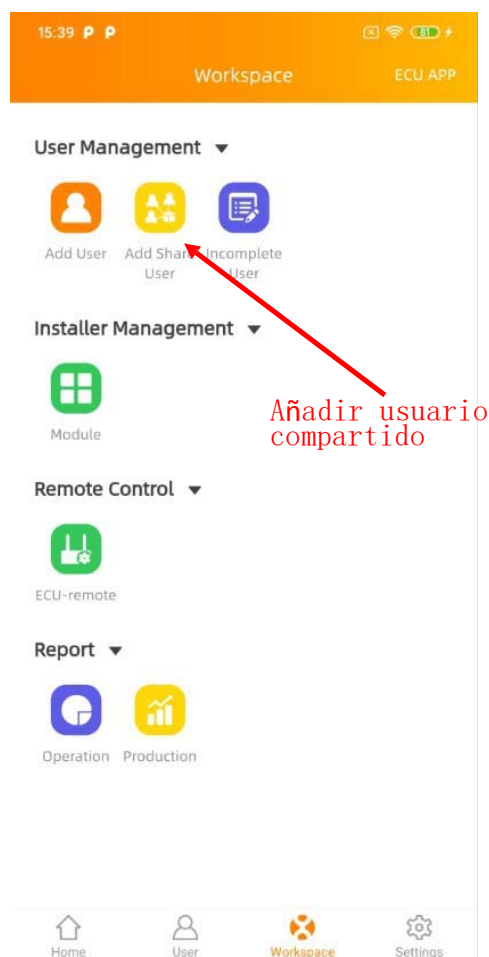 15:39 P P
81
Workspace
ECU APP
User Management
Add User
Add Share
User
Incomplete
User
Installer Management
Module
Añadir usuario
compartido
Remote Control
ECU-remote
Report
Operation
Production
Home
User
Workspace
Settings